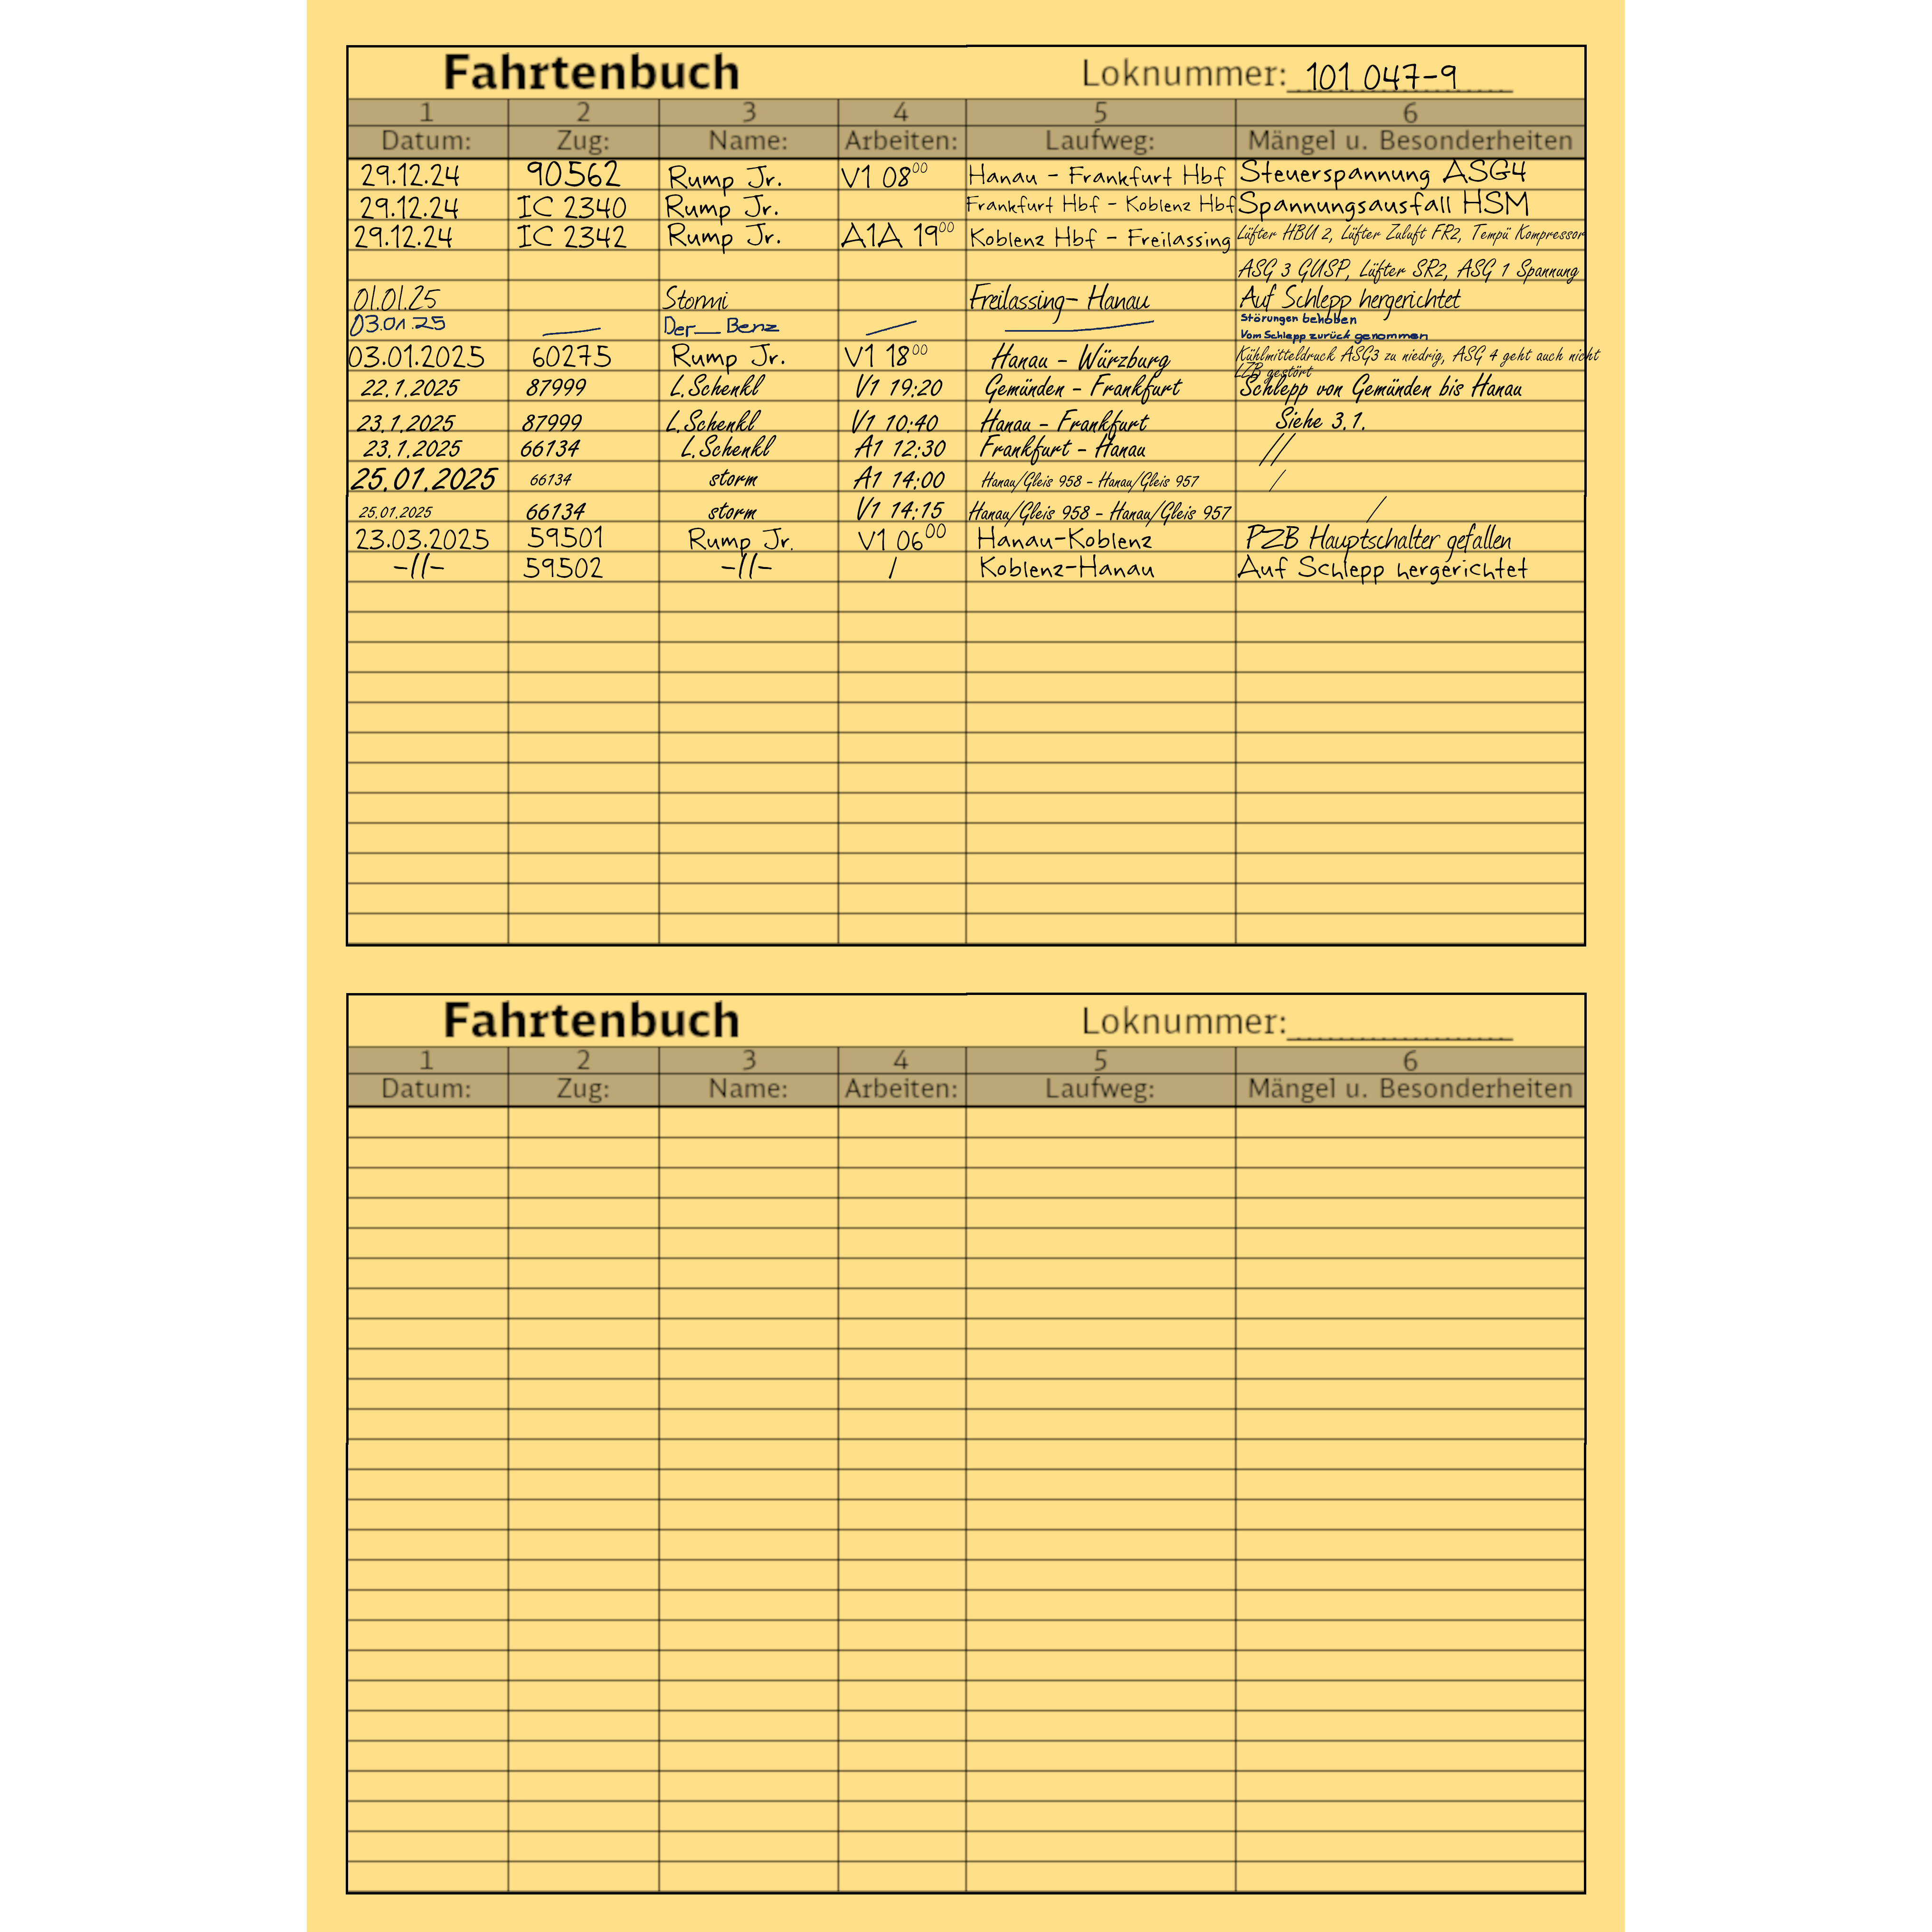 Fahrtenbuch Loknummer: 101 047-9
1 2 3 4 5 6
Datum: Zug: Name: Arbeiten: Laufweg: Mängel u. Besonderheiten
29.12.24 90562 Rump Jr. V1 08⁰⁰ Hanau - Frankfurt Hbf Steuerspannung ASG4
29.12.24 IC 2340 Rump Jr. Frankfurt Hbf - Koblenz Hbf Spannungsausfall HSM
29.12.24 IC 2342 Rump Jr. A1A 19⁰⁰ Koblenz Hbf - Freilassing Lüfter HBU 2, Lüfter Zuluft FR2, Tempü Kompressor
ASG 3 GUSP, Lüfter SR2, ASG 1 Spannung
01.01.25 Stormi Freilassing- Hanau Auf Schlepp hergerichtet
03.01.25 Der_Benz Störungen behoben
Vom Schlepp zurück genommen
03.01.2025 60275 Rump Jr. V1 18⁰⁰ Hanau - Würzburg Kühlmitteldruck ASG3 zu niedrig, ASG 4 geht auch nicht
LZB gestört
22.1.2025 87999 L.Schenkl V1 19:20 Gemünden - Frankfurt Schlepp von Gemünden bis Hanau
23.1.2025 87999 L.Schenkl V1 10:40 Hanau - Frankfurt Siehe 3.1.
23.1.2025 66134 L.Schenkl A1 12:30 Frankfurt - Hanau //
25.01.2025 66134 storm A1 14:00 Hanau/Gleis 958 - Hanau/Gleis 957 /
25.01.2025 66134 storm V1 14:15 Hanau/Gleis 958 - Hanau/Gleis 957 /
23.03.2025 59501 Rump Jr. V1 06⁰⁰ Hanau-Koblenz PZB Hauptschalter gefallen
-//- 59502 -//- / Koblenz-Hanau Auf Schlepp hergerichtet
Fahrtenbuch Loknummer:
1 2 3 4 5 6
Datum: Zug: Name: Arbeiten: Laufweg: Mängel u. Besonderheiten